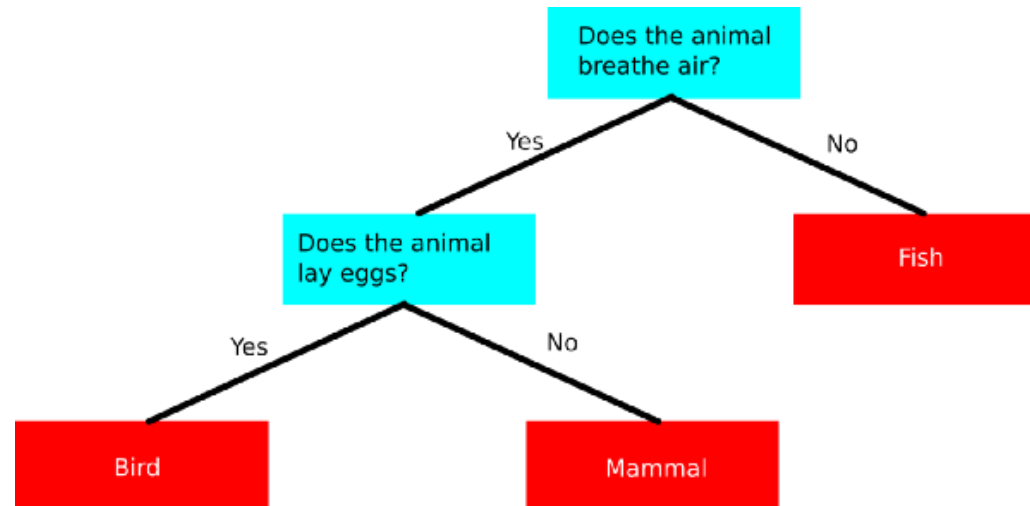 Does the animal
breathe air?
Yes
No
Does the animal
lay eggs?
Fish
Yes
No
Bird
Mammal